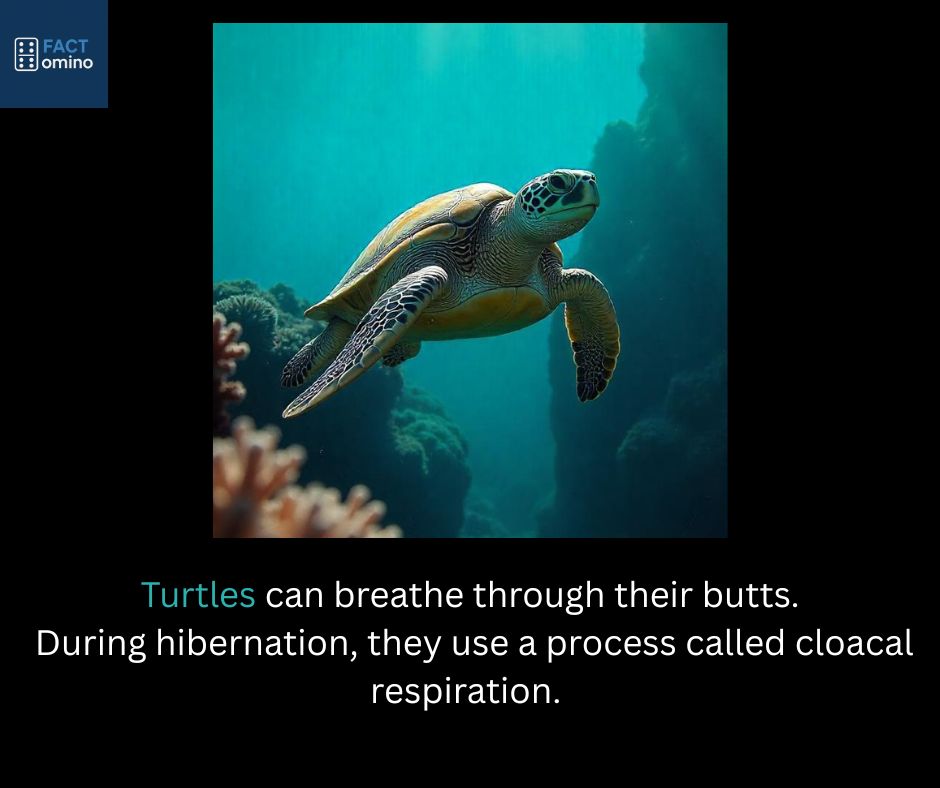 FACT
omino
Turtles can breathe through their butts.
During hibernation, they use a process called cloacal
respiration.